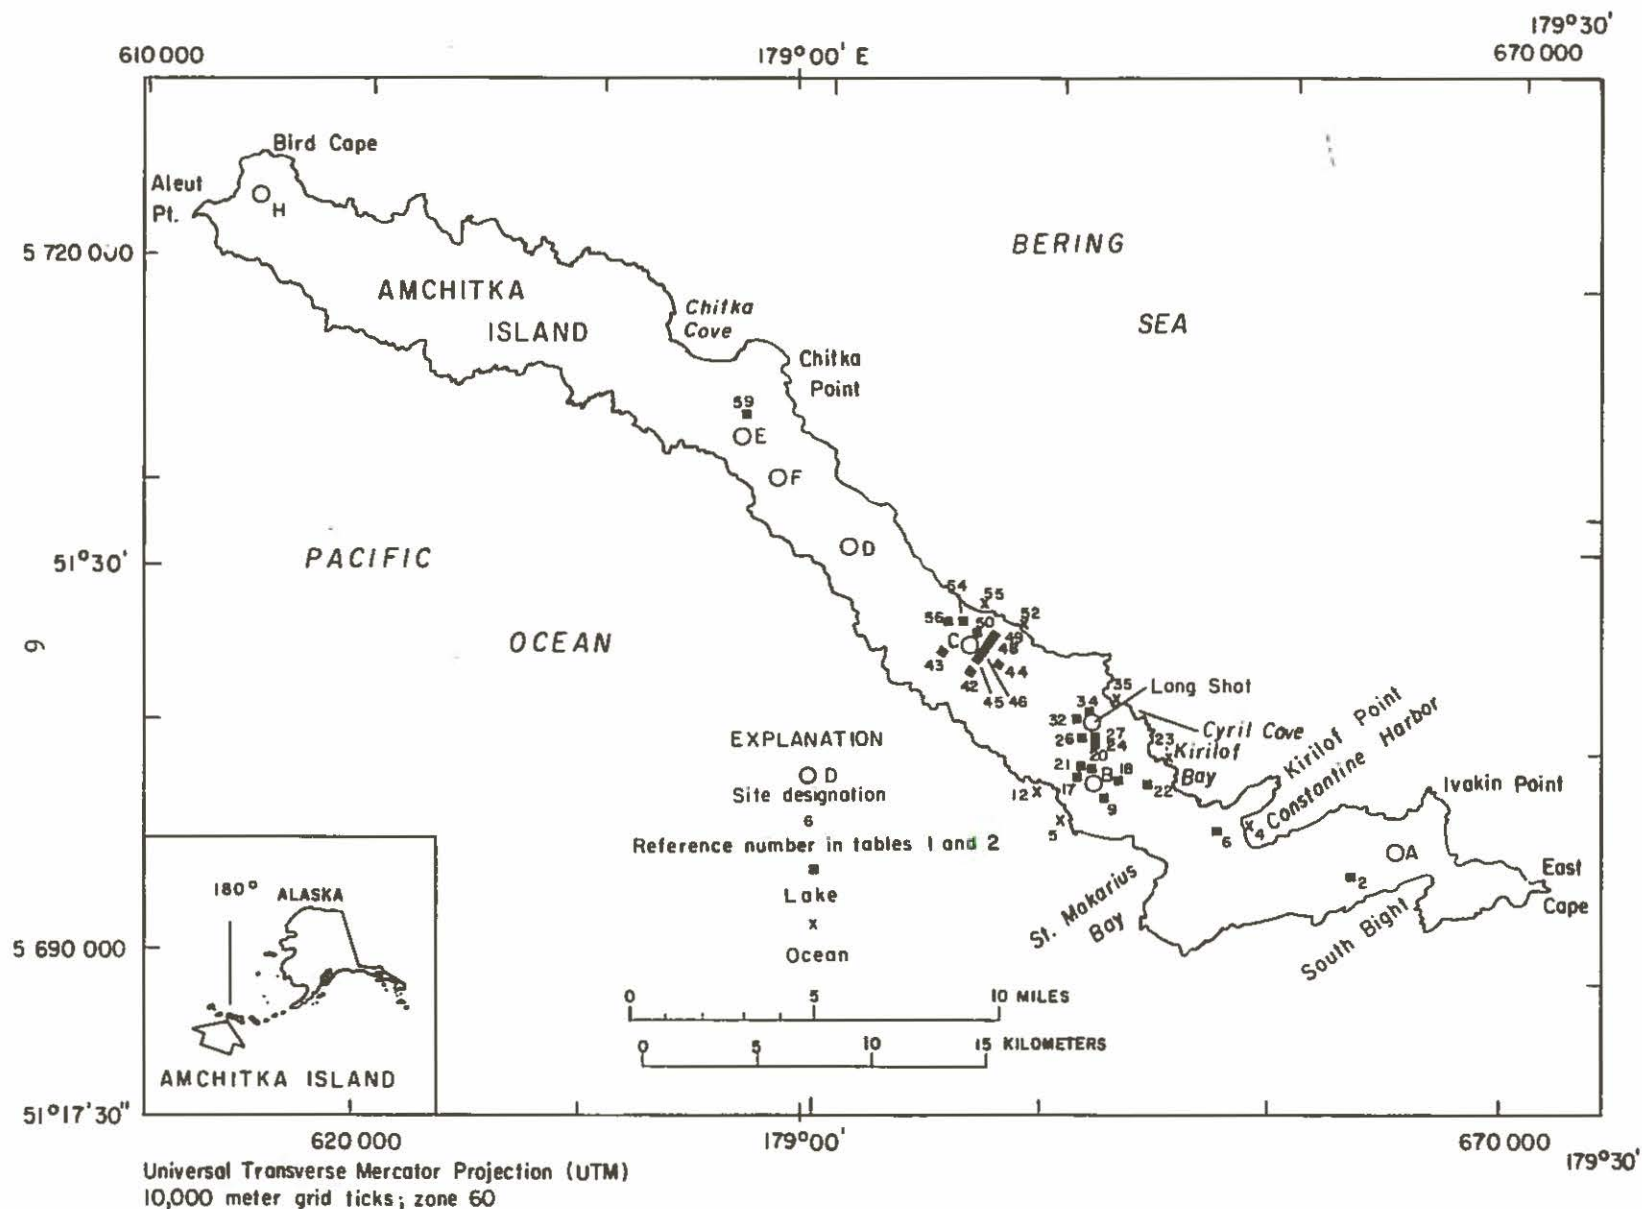 179°30'
610 000
179°00' E
670 000
Bird Cape
Aleut
Pt.
H
5 720 000
BERING
SEA
AMCHITKA
ISLAND
Chitka
Cove
Chitka
Point
59
E
F
D
51°30'
PACIFIC
OCEAN
6
54
55
52
56
50
C
49
48
43
44
42
45 46
35
Long Shot
34
32
Cyril Cove
26
27
24
23
Kirilof
Bay
20
21
B
18
17
22
9
12
5
Kirilof Point
Constantine Harbor
Ivakin Point
4
6
A
2
East
Cape
St. Makarius
Bay
South Bight
EXPLANATION
D
Site designation
6
Reference number in tables 1 and 2
Lake
x
Ocean
180°
ALASKA
AMCHITKA ISLAND
5 690 000
0 5 10 MILES
0 5 10 15 KILOMETERS
51°17'30"
620 000
179°00'
670 000
179°30'
Universal Transverse Mercator Projection (UTM)
10,000 meter grid ticks; zone 60